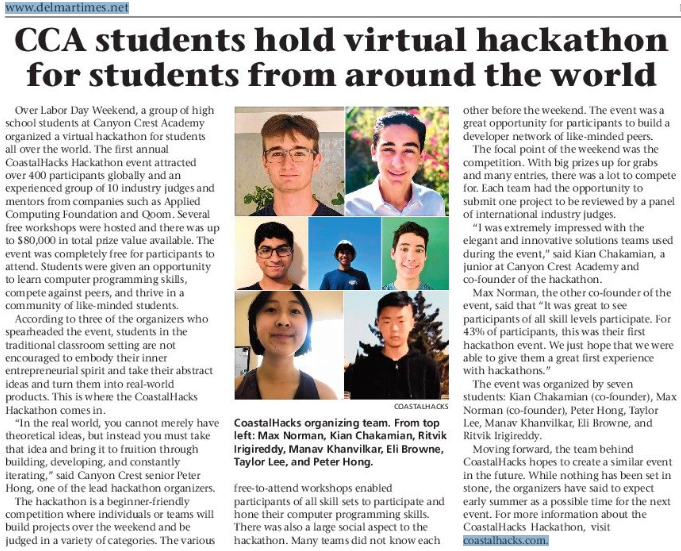 www.delmartimes.net
CCA students hold virtual hackathon
for students from around the world
Over Labor Day Weekend, a group of high
school students at Canyon Crest Academy
organized a virtual hackathon for students
all over the world. The first annual
CoastalHacks Hackathon event attracted
over 400 participants globally and an
experienced group of 10 industry judges and
mentors from companies such as Applied
Computing Foundation and Qoom. Several
free workshops were hosted and there was up
to $80,000 in total prize value available. The
event was completely free for participants to
attend. Students were given an opportunity
to learn computer programming skills,
compete against peers, and thrive in a
community of like-minded students.
According to three of the organizers who
spearheaded the event, students in the
traditional classroom setting are not
encouraged to embody their inner
entrepreneurial spirit and take their abstract
ideas and turn them into real-world
products. This is where the CoastalHacks
Hackathon comes in.
“In the real world, you cannot merely have
theoretical ideas, but instead you must take
that idea and bring it to fruition through
building, developing, and constantly
iterating,” said Canyon Crest senior Peter
Hong, one of the lead hackathon organizers.
The hackathon is a beginner-friendly
competition where individuals or teams will
build projects over the weekend and be
judged in a variety of categories. The various
COASTALHACKS
CoastalHacks organizing team. From top
left: Max Norman, Kian Chakamian, Ritvik
Irigireddy, Manav Khanvilkar, Eli Browne,
Taylor Lee, and Peter Hong.
free-to-attend workshops enabled
participants of all skill sets to participate and
hone their computer programming skills.
There was also a large social aspect to the
hackathon. Many teams did not know each
other before the weekend. The event was a
great opportunity for participants to build a
developer network of like-minded peers.
The focal point of the weekend was the
competition. With big prizes up for grabs
and many entries, there was a lot to compete
for. Each team had the opportunity to
submit one project to be reviewed by a panel
of international industry judges.
“I was extremely impressed with the
elegant and innovative solutions teams used
during the event,” said Kian Chakamian, a
junior at Canyon Crest Academy and
co-founder of the hackathon.
Max Norman, the other co-founder of the
event, said that “It was great to see
participants of all skill levels participate. For
43% of participants, this was their first
hackathon event. We just hope that we were
able to give them a great first experience
with hackathons.”
The event was organized by seven
students: Kian Chakamian (co-founder), Max
Norman (co-founder), Peter Hong, Taylor
Lee, Manav Khanvilkar, Eli Browne, and
Ritvik Irigireddy.
Moving forward, the team behind
CoastalHacks hopes to create a similar event
in the future. While nothing has been set in
stone, the organizers have said to expect
early summer as a possible time for the next
event. For more information about the
CoastalHacks Hackathon, visit
coastalhacks.com.